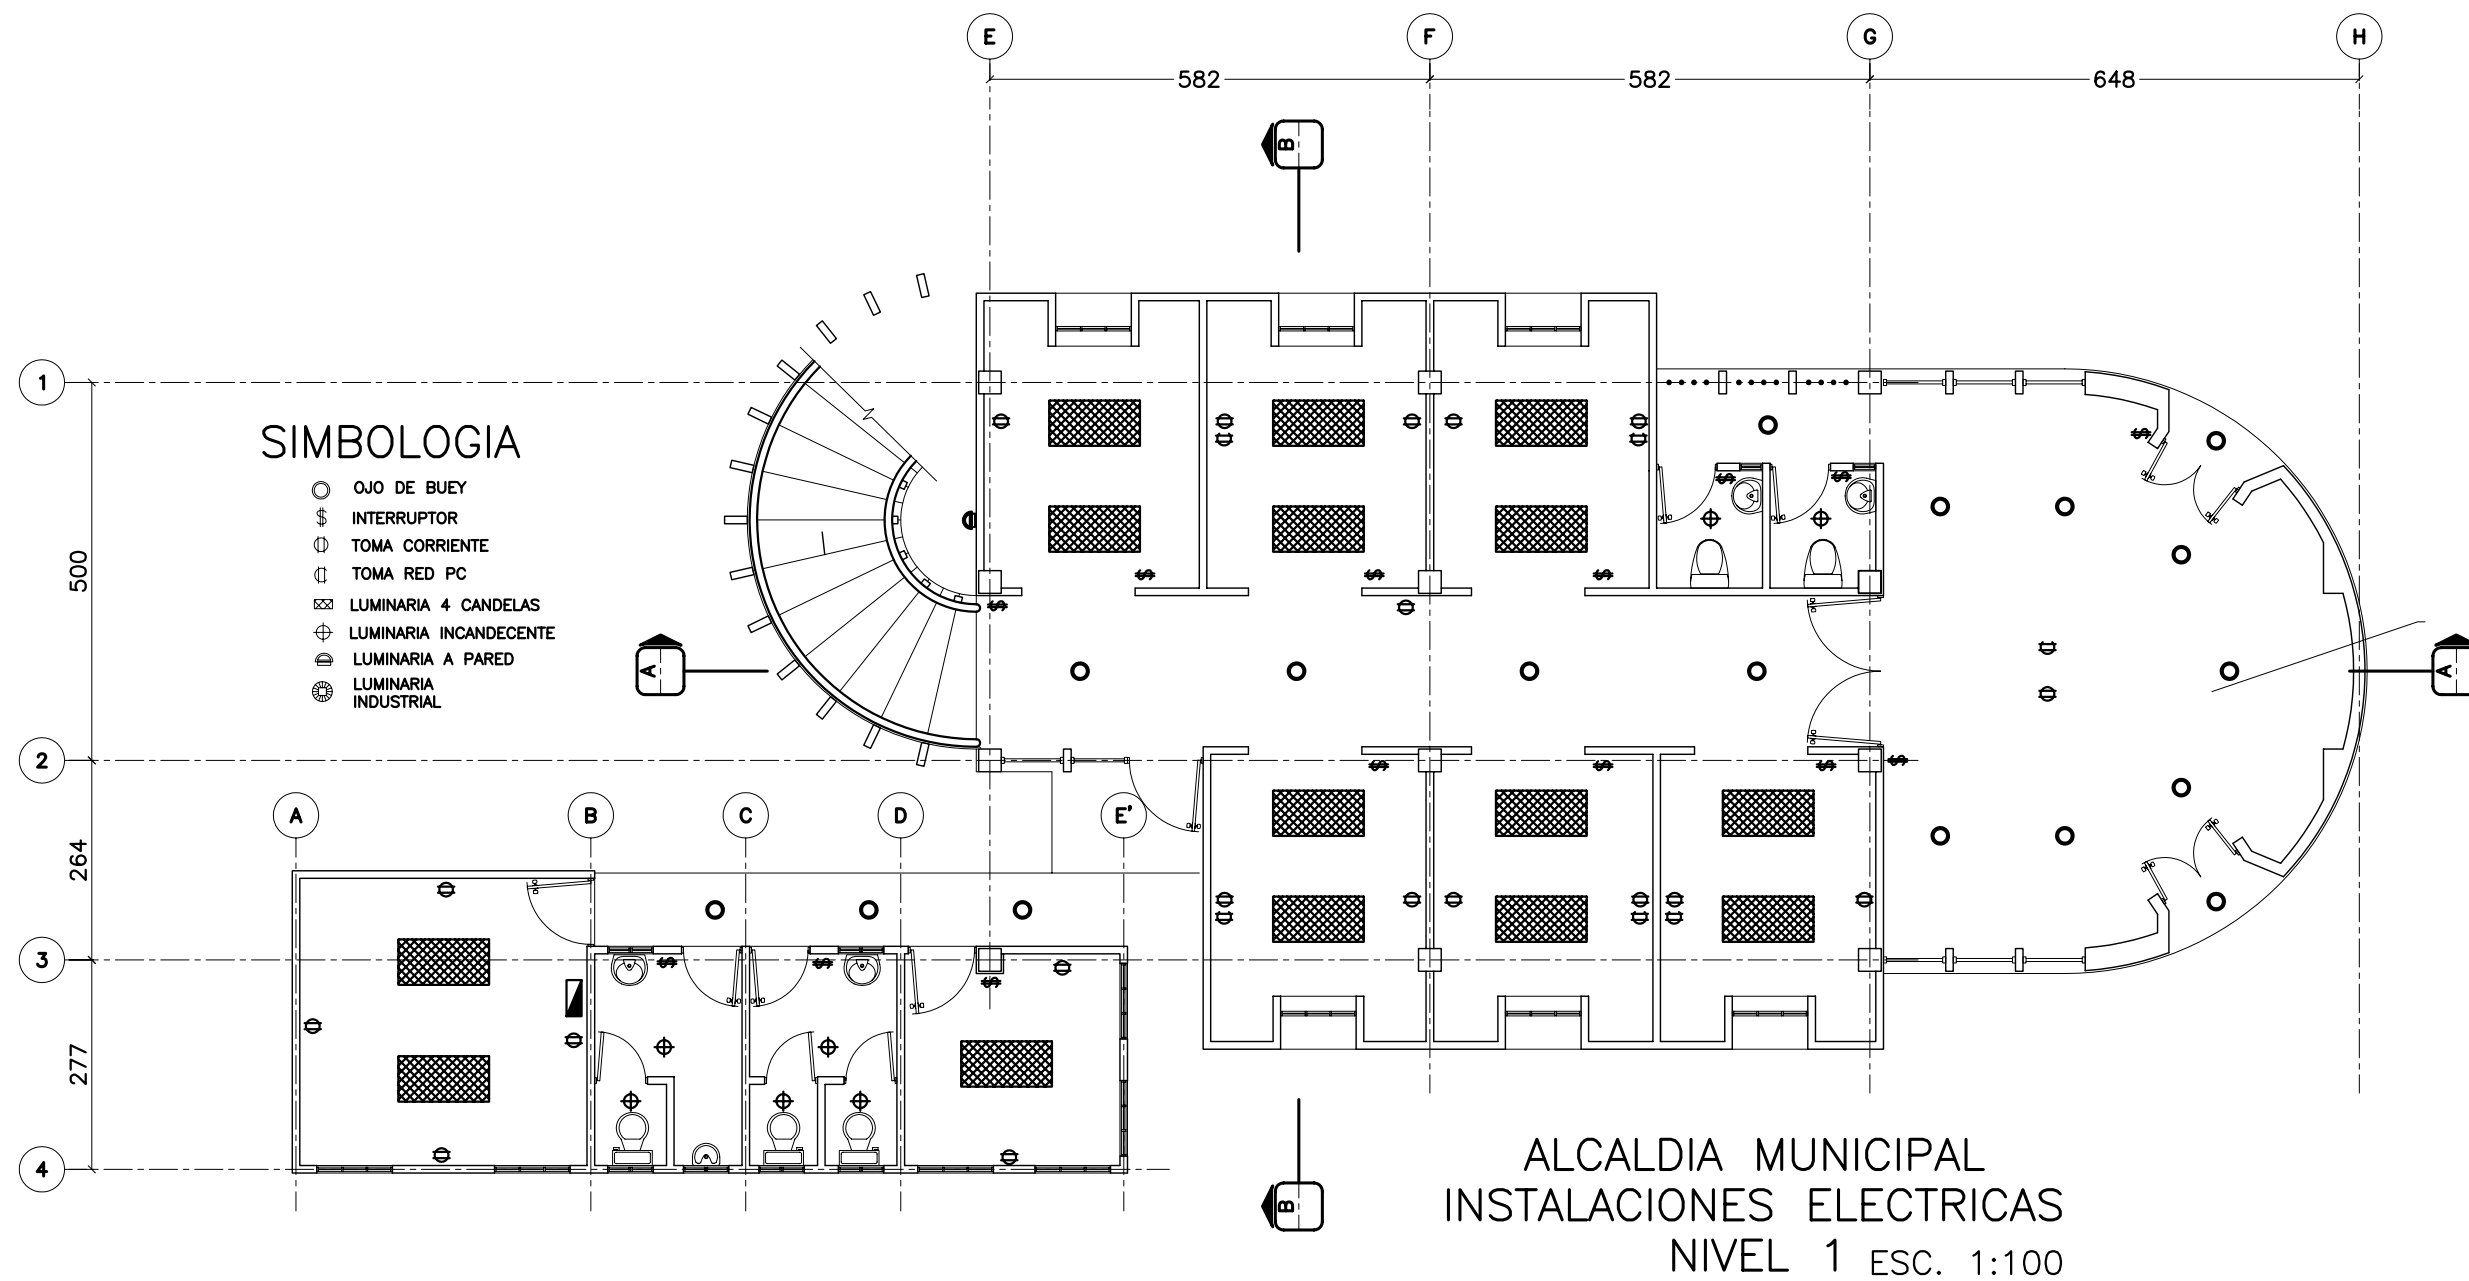 E F G H
582 582 648
B
1
SIMBOLOGIA
OJO DE BUEY
$ INTERRUPTOR
TOMA CORRIENTE
TOMA RED PC
LUMINARIA 4 CANDELAS
LUMINARIA INCANDECENTE
LUMINARIA A PARED
LUMINARIA
INDUSTRIAL
500
A
A
2
A B C D E'
264
3
277
4
B
ALCALDIA MUNICIPAL
INSTALACIONES ELECTRICAS
NIVEL 1 ESC. 1:100